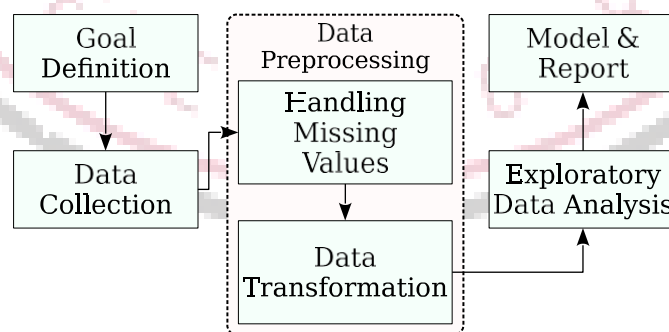 Goal
Definition
Data
Collection
Data
Preprocessing
Handling
Missing
Values
Data
Transformation
Model &
Report
Exploratory
Data Analysis